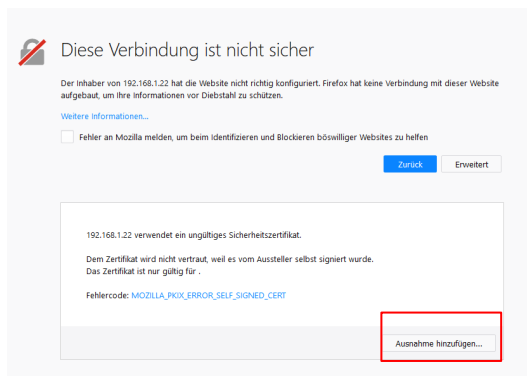 Diese Verbindung ist nicht sicher
Der Inhaber von 192.168.1.22 hat die Website nicht richtig konfiguriert. Firefox hat keine Verbindung mit dieser Website
aufgebaut, um Ihre Informationen vor Diebstahl zu schützen.
Weitere Informationen...
Fehler an Mozilla melden, um beim Identifizieren und Blockieren böswilliger Websites zu helfen
Zurück
Erweitert
192.168.1.22 verwendet ein ungültiges Sicherheitszertifikat.
Dem Zertifikat wird nicht vertraut, weil es vom Aussteller selbst signiert wurde.
Das Zertifikat ist nur gültig für .
Fehlercode: MOZILLA_PKIX_ERROR_SELF_SIGNED_CERT
Ausnahme hinzufügen...